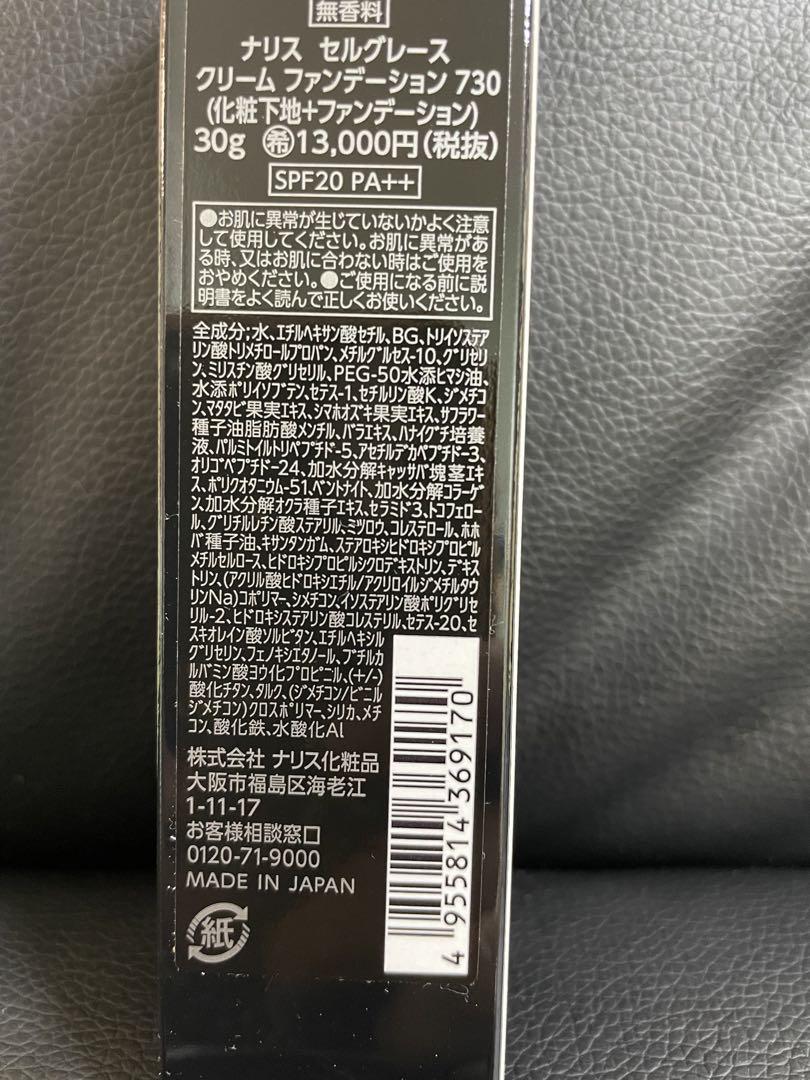 無香料
ナリス セルグレース
クリーム ファンデーション 730
(化粧下地+ファンデーション)
30g ㊇13,000円(税抜)
SPF20 PA++
●お肌に異常が生じていないかよく注意
して使用してください。お肌に異常があ
る時、又はお肌に合わない時はご使用を
おやめください。●ご使用になる前に説
明書をよく読んで正しくお使いください。
全成分;水、エチルヘキサン酸セチル、BG、トリイソステア
リン酸トリメチロールプロパン、メチルグルセス-10、グリセリ
ン、ミリスチン酸グリセリル、PEG-50水添ヒマシ油、
水添ポリイソブテン、セテス-1、セチルリン酸K、ジメチコ
ン、マタタビ果実エキス、シマホオズキ果実エキス、サフラワー
種子油脂肪酸メンチル、バラエキス、ハナイグチ培養
液、パルミトイルトリペプチド-5、アセチルデカペプチド-3、
オリゴペプチド-24、加水分解キャッサバ塊茎エキ
ス、ポリクオタニウム-51、ベントナイト、加水分解コラーゲ
ン、加水分解オクラ種子エキス、セラミド3、トコフェロー
ル、グリチルレチン酸ステアリル、ミツロウ、コレステロール、ホホ
バ種子油、キサンタンガム、ステアロキシヒドロキシプロピル
メチルセルロース、ヒドロキシプロピルシクロデキストリン、デキス
トリン、(アクリル酸ヒドロキシエチル/アクリロイルジメチルタウ
リンNa)コポリマー、シメチコン、イソステアリン酸ポリグリセ
リル-2、ヒドロキシステアリン酸コレステリル、セテス-20、セ
スキオレイン酸ソルビタン、エチルヘキシル
グリセリン、フェノキシエタノール、ブチルカ
ルバミン酸ヨウ化プロピニル、(+/-)
酸化チタン、タルク、(ジメチコン/ビニル
ジメチコン)クロスポリマー、シリカ、メチ
コン、酸化鉄、水酸化Al
株式会社 ナリス化粧品
大阪市福島区海老江
1-11-17
お客様相談窓口
0120-71-9000
MADE IN JAPAN
紙
4 955814 369170